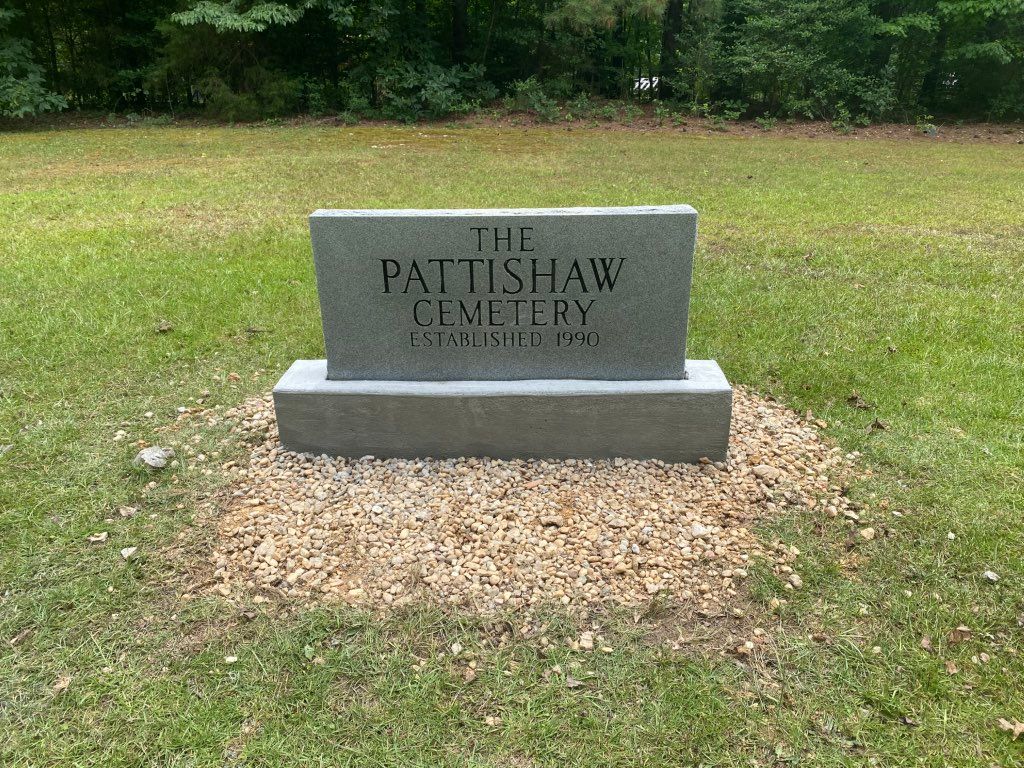 THE
PATTISHAW
CEMETERY
ESTABLISHED 1990